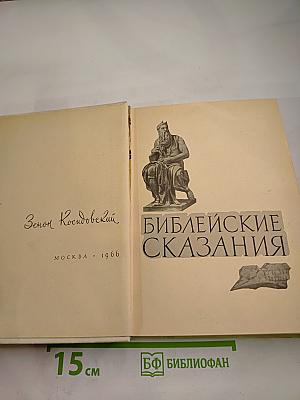 Зенон Косидовский
МОСКВА • 1966
БИБЛЕЙСКИЕ
СКАЗАНИЯ
15 см
БФ БИБЛИОФАН